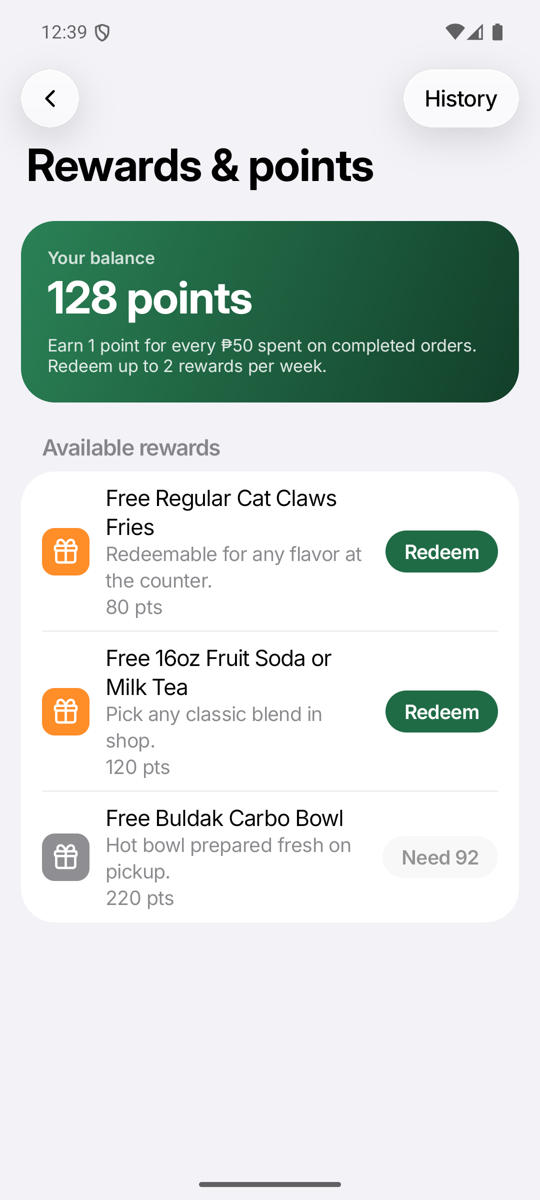 12:39
History
Rewards & points
Your balance
128 points
Earn 1 point for every ₱50 spent on completed orders.
Redeem up to 2 rewards per week.
Available rewards
Free Regular Cat Claws
Fries
Redeemable for any flavor at
the counter.
80 pts
Redeem
Free 16oz Fruit Soda or
Milk Tea
Pick any classic blend in
shop.
120 pts
Redeem
Free Buldak Carbo Bowl
Hot bowl prepared fresh on
pickup.
220 pts
Need 92